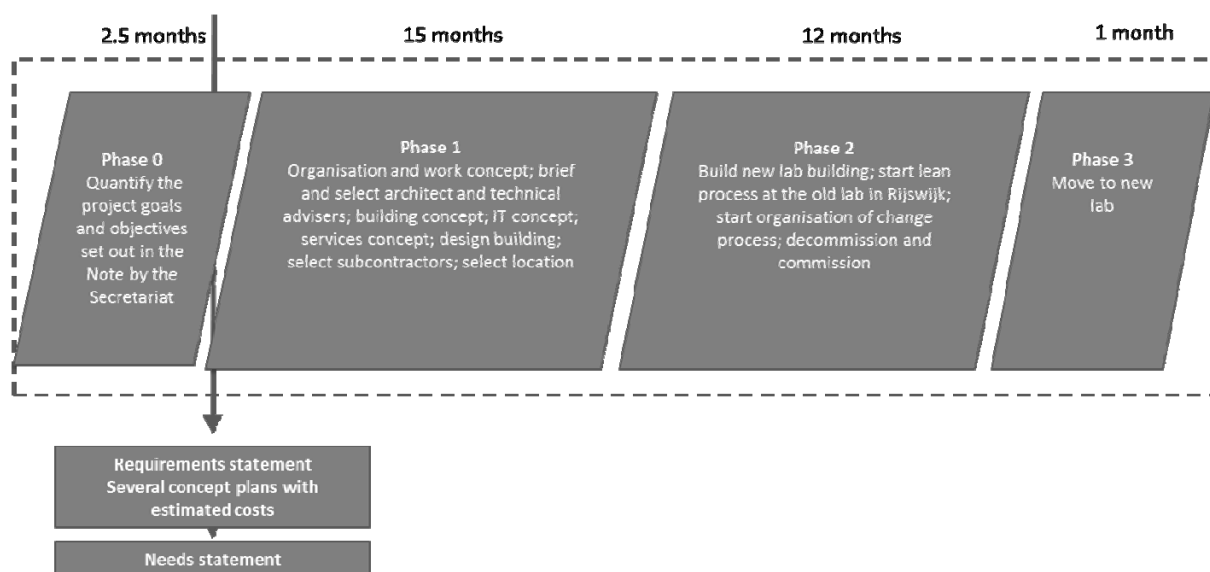 2.5 months
15 months
12 months
1 month
Phase 0
Quantify the
project goals
and objectives
set out in the
Note by the
Secretariat
Phase 1
Organisation and work concept; brief
and select architect and technical
advisers; building concept; IT concept;
services concept; design building;
select subcontractors; select location
Phase 2
Build new lab building; start lean
process at the old lab in Rijswijk;
start organisation of change
process; decommission and
commission
Phase 3
Move to new
lab
Requirements statement
Several concept plans with
estimated costs
Needs statement